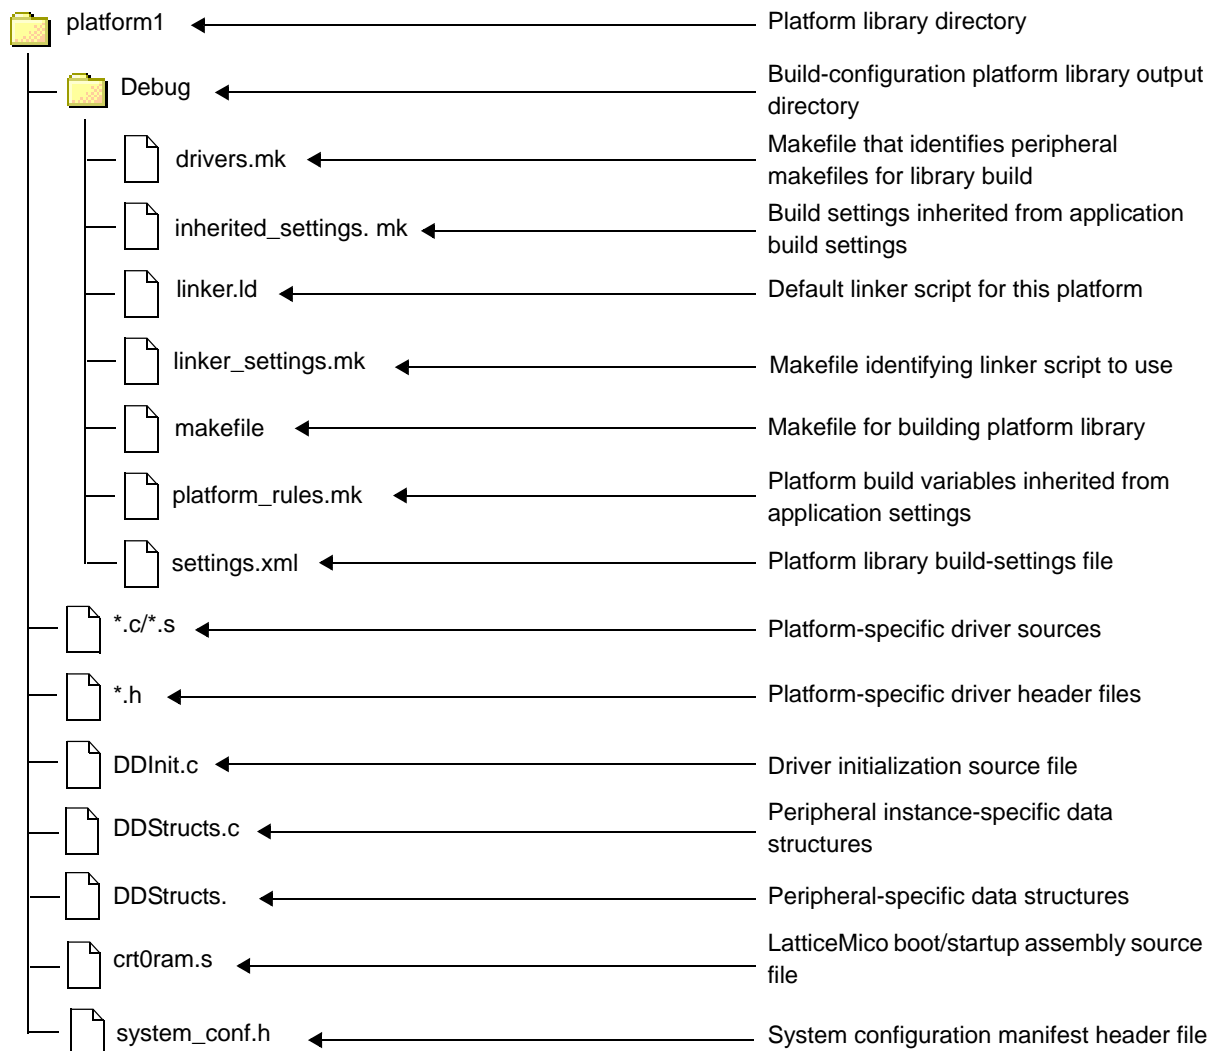 platform1 Platform library directory
Debug Build-configuration platform library output
directory
drivers.mk Makefile that identifies peripheral
makefiles for library build
inherited_settings. mk Build settings inherited from application
build settings
linker.ld Default linker script for this platform
linker_settings.mk Makefile identifying linker script to use
makefile Makefile for building platform library
platform_rules.mk Platform build variables inherited from
application settings
settings.xml Platform library build-settings file
*.c/*.s Platform-specific driver sources
*.h Platform-specific driver header files
DDInit.c Driver initialization source file
DDStructs.c Peripheral instance-specific data
structures
DDStructs. Peripheral-specific data structures
crt0ram.s LatticeMico boot/startup assembly source
file
system_conf.h System configuration manifest header file